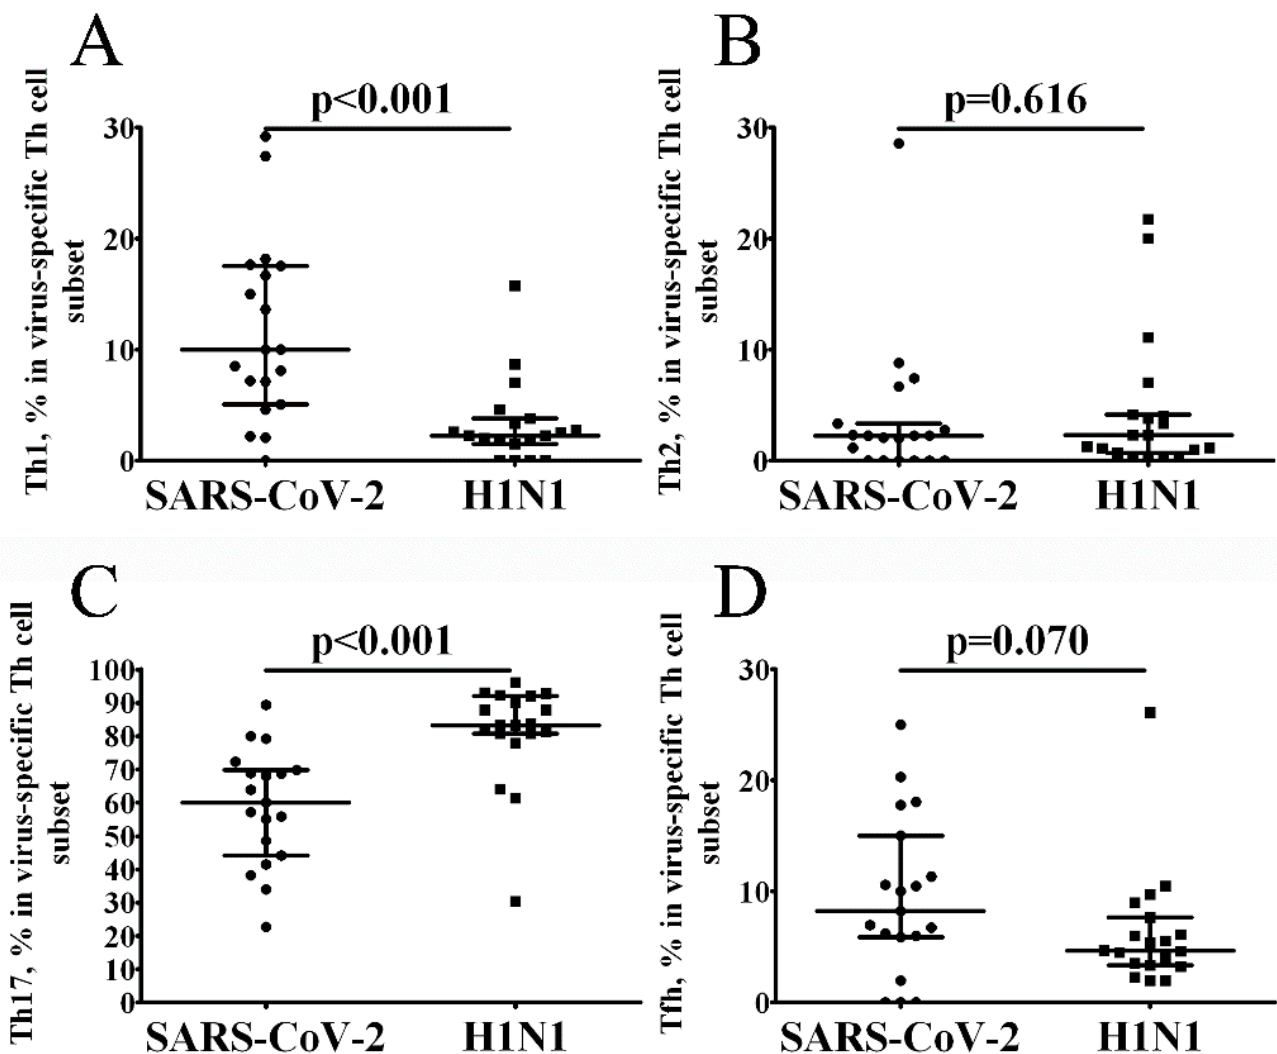 A
p<0.001
Th1, % in virus-specific Th cell
subset
30
20
10
0
SARS-CoV-2
H1N1
B
p=0.616
Th2, % in virus-specific Th cell
subset
30
20
10
0
SARS-CoV-2
H1N1
C
p<0.001
Th17, % in virus-specific Th cell
subset
100
90
80
70
60
50
40
30
20
10
0
SARS-CoV-2
H1N1
D
p=0.070
Tfh, % in virus-specific Th cell
subset
30
20
10
0
SARS-CoV-2
H1N1